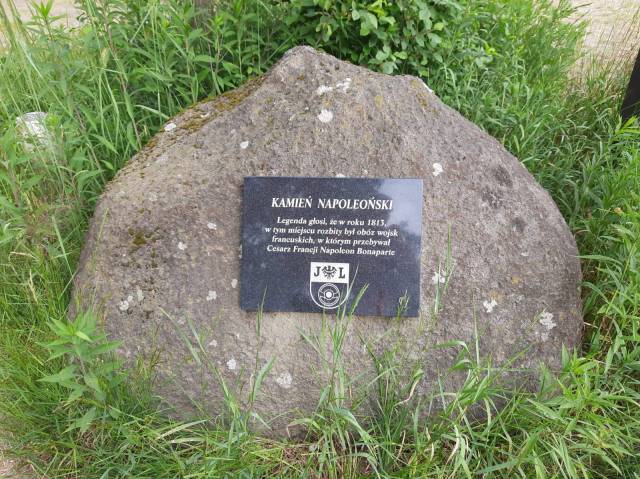 KAMIEŃ NAPOLEOŃSKI
Legenda głosi, że w roku 1813,
w tym miejscu rozbity był obóz wojsk
francuskich, w którym przebywał
Cesarz Francji Napoleon Bonaparte
J L